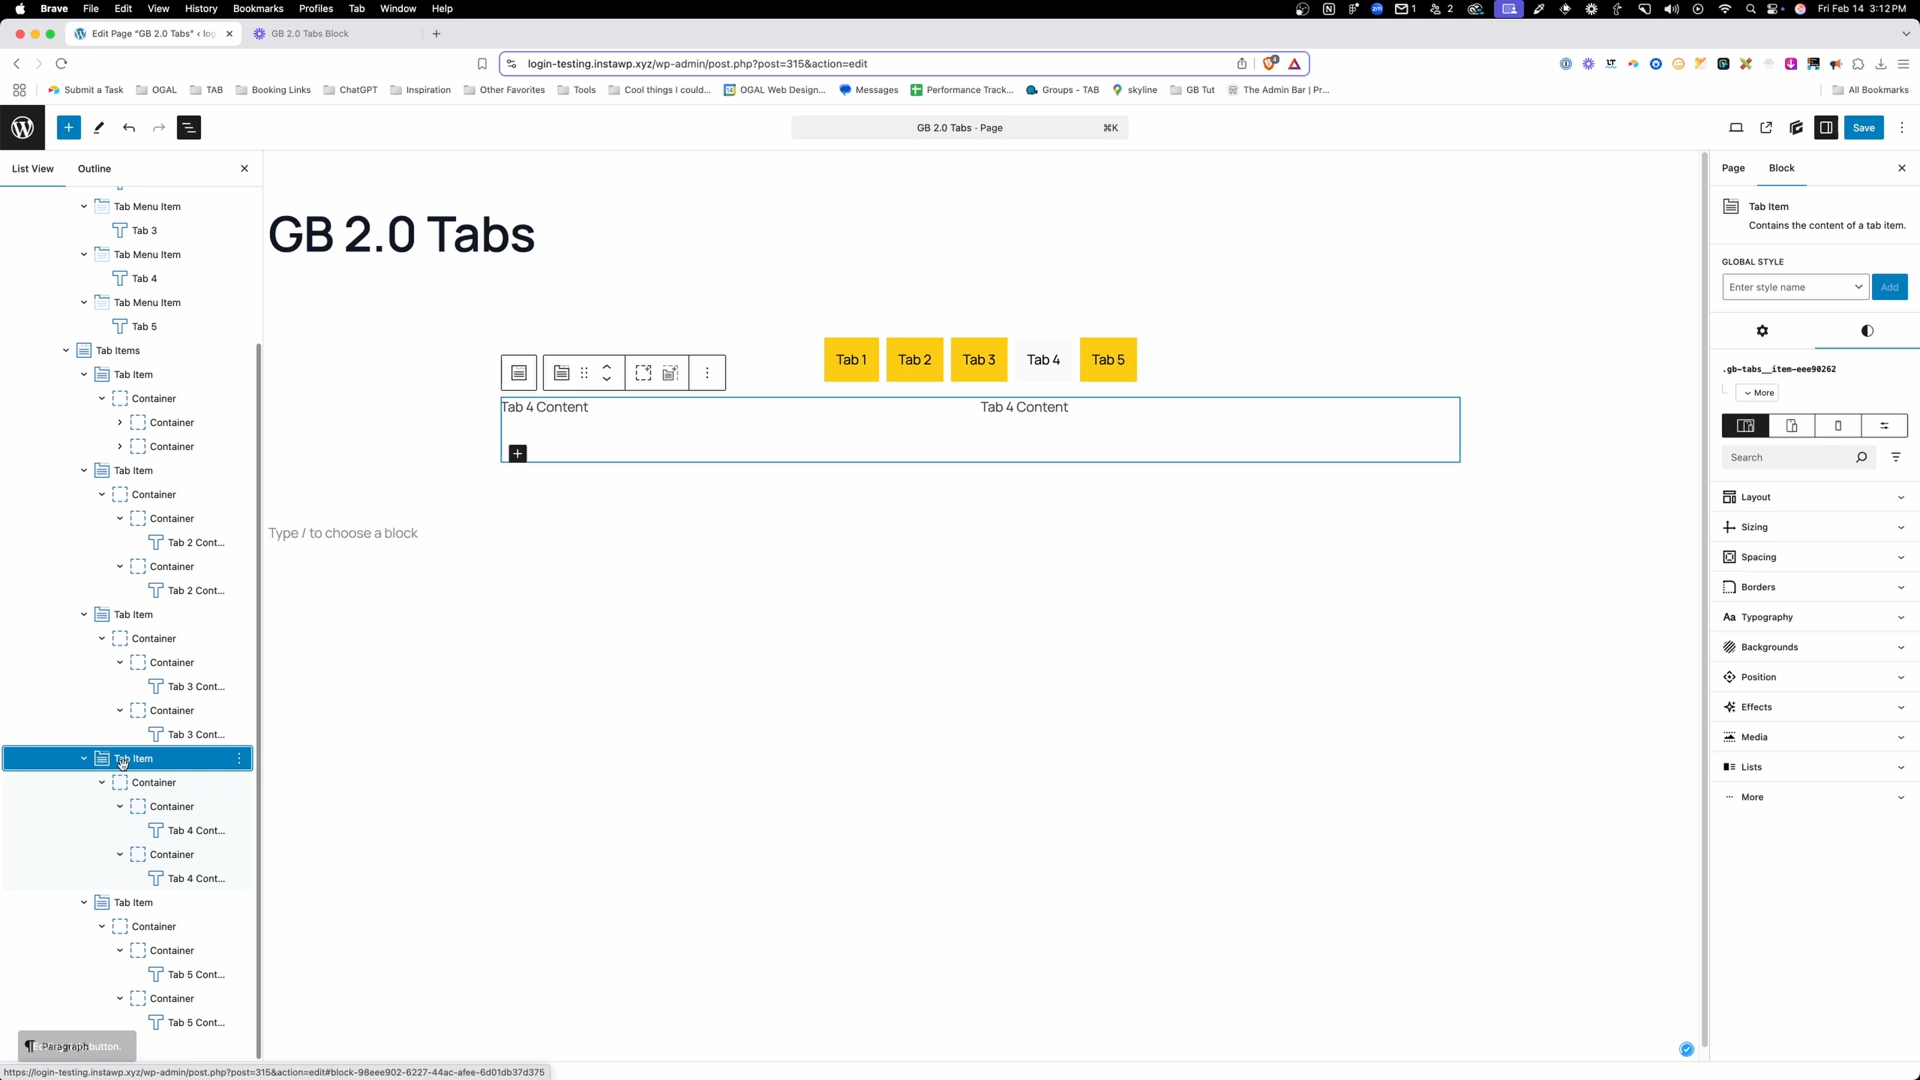 Brave File Edit View History Bookmarks Profiles Tab Window Help
1 2 Fri Feb 14 3:12 PM
Edit Page "GB 2.0 Tabs" ‹ log GB 2.0 Tabs Block
login-testing.instawp.xyz/wp-admin/post.php?post=315&action=edit
Submit a Task OGAL TAB Booking Links ChatGPT Inspiration Other Favorites Tools Cool things I could... OGAL Web Design... Messages Performance Track... Groups - TAB skyline GB Tut The Admin Bar | Pr... All Bookmarks
GB 2.0 Tabs · Page ⌘K Save
List View Outline
Tab Menu Item
Tab 3
Tab Menu Item
Tab 4
Tab Menu Item
Tab 5
Tab Items
Tab Item
Container
Container
Container
Tab Item
Container
Container
Tab 2 Cont...
Container
Tab 2 Cont...
Tab Item
Container
Container
Tab 3 Cont...
Container
Tab 3 Cont...
Tab Item
Container
Container
Tab 4 Cont...
Container
Tab 4 Cont...
Tab Item
Container
Container
Tab 5 Cont...
Container
Tab 5 Cont...
Paragraph button.
https://login-testing.instawp.xyz/wp-admin/post.php?post=315&action=edit#block-98eee902-6227-44ac-afee-6d01db37d375
GB 2.0 Tabs
Tab 1 Tab 2 Tab 3 Tab 4 Tab 5
Tab 4 Content Tab 4 Content
Type / to choose a block
Page Block
Tab Item
Contains the content of a tab item.
GLOBAL STYLE
Enter style name Add
.gb-tabs__item-eee90262
More
Search
Layout
Sizing
Spacing
Borders
Aa Typography
Backgrounds
Position
Effects
Media
Lists
More